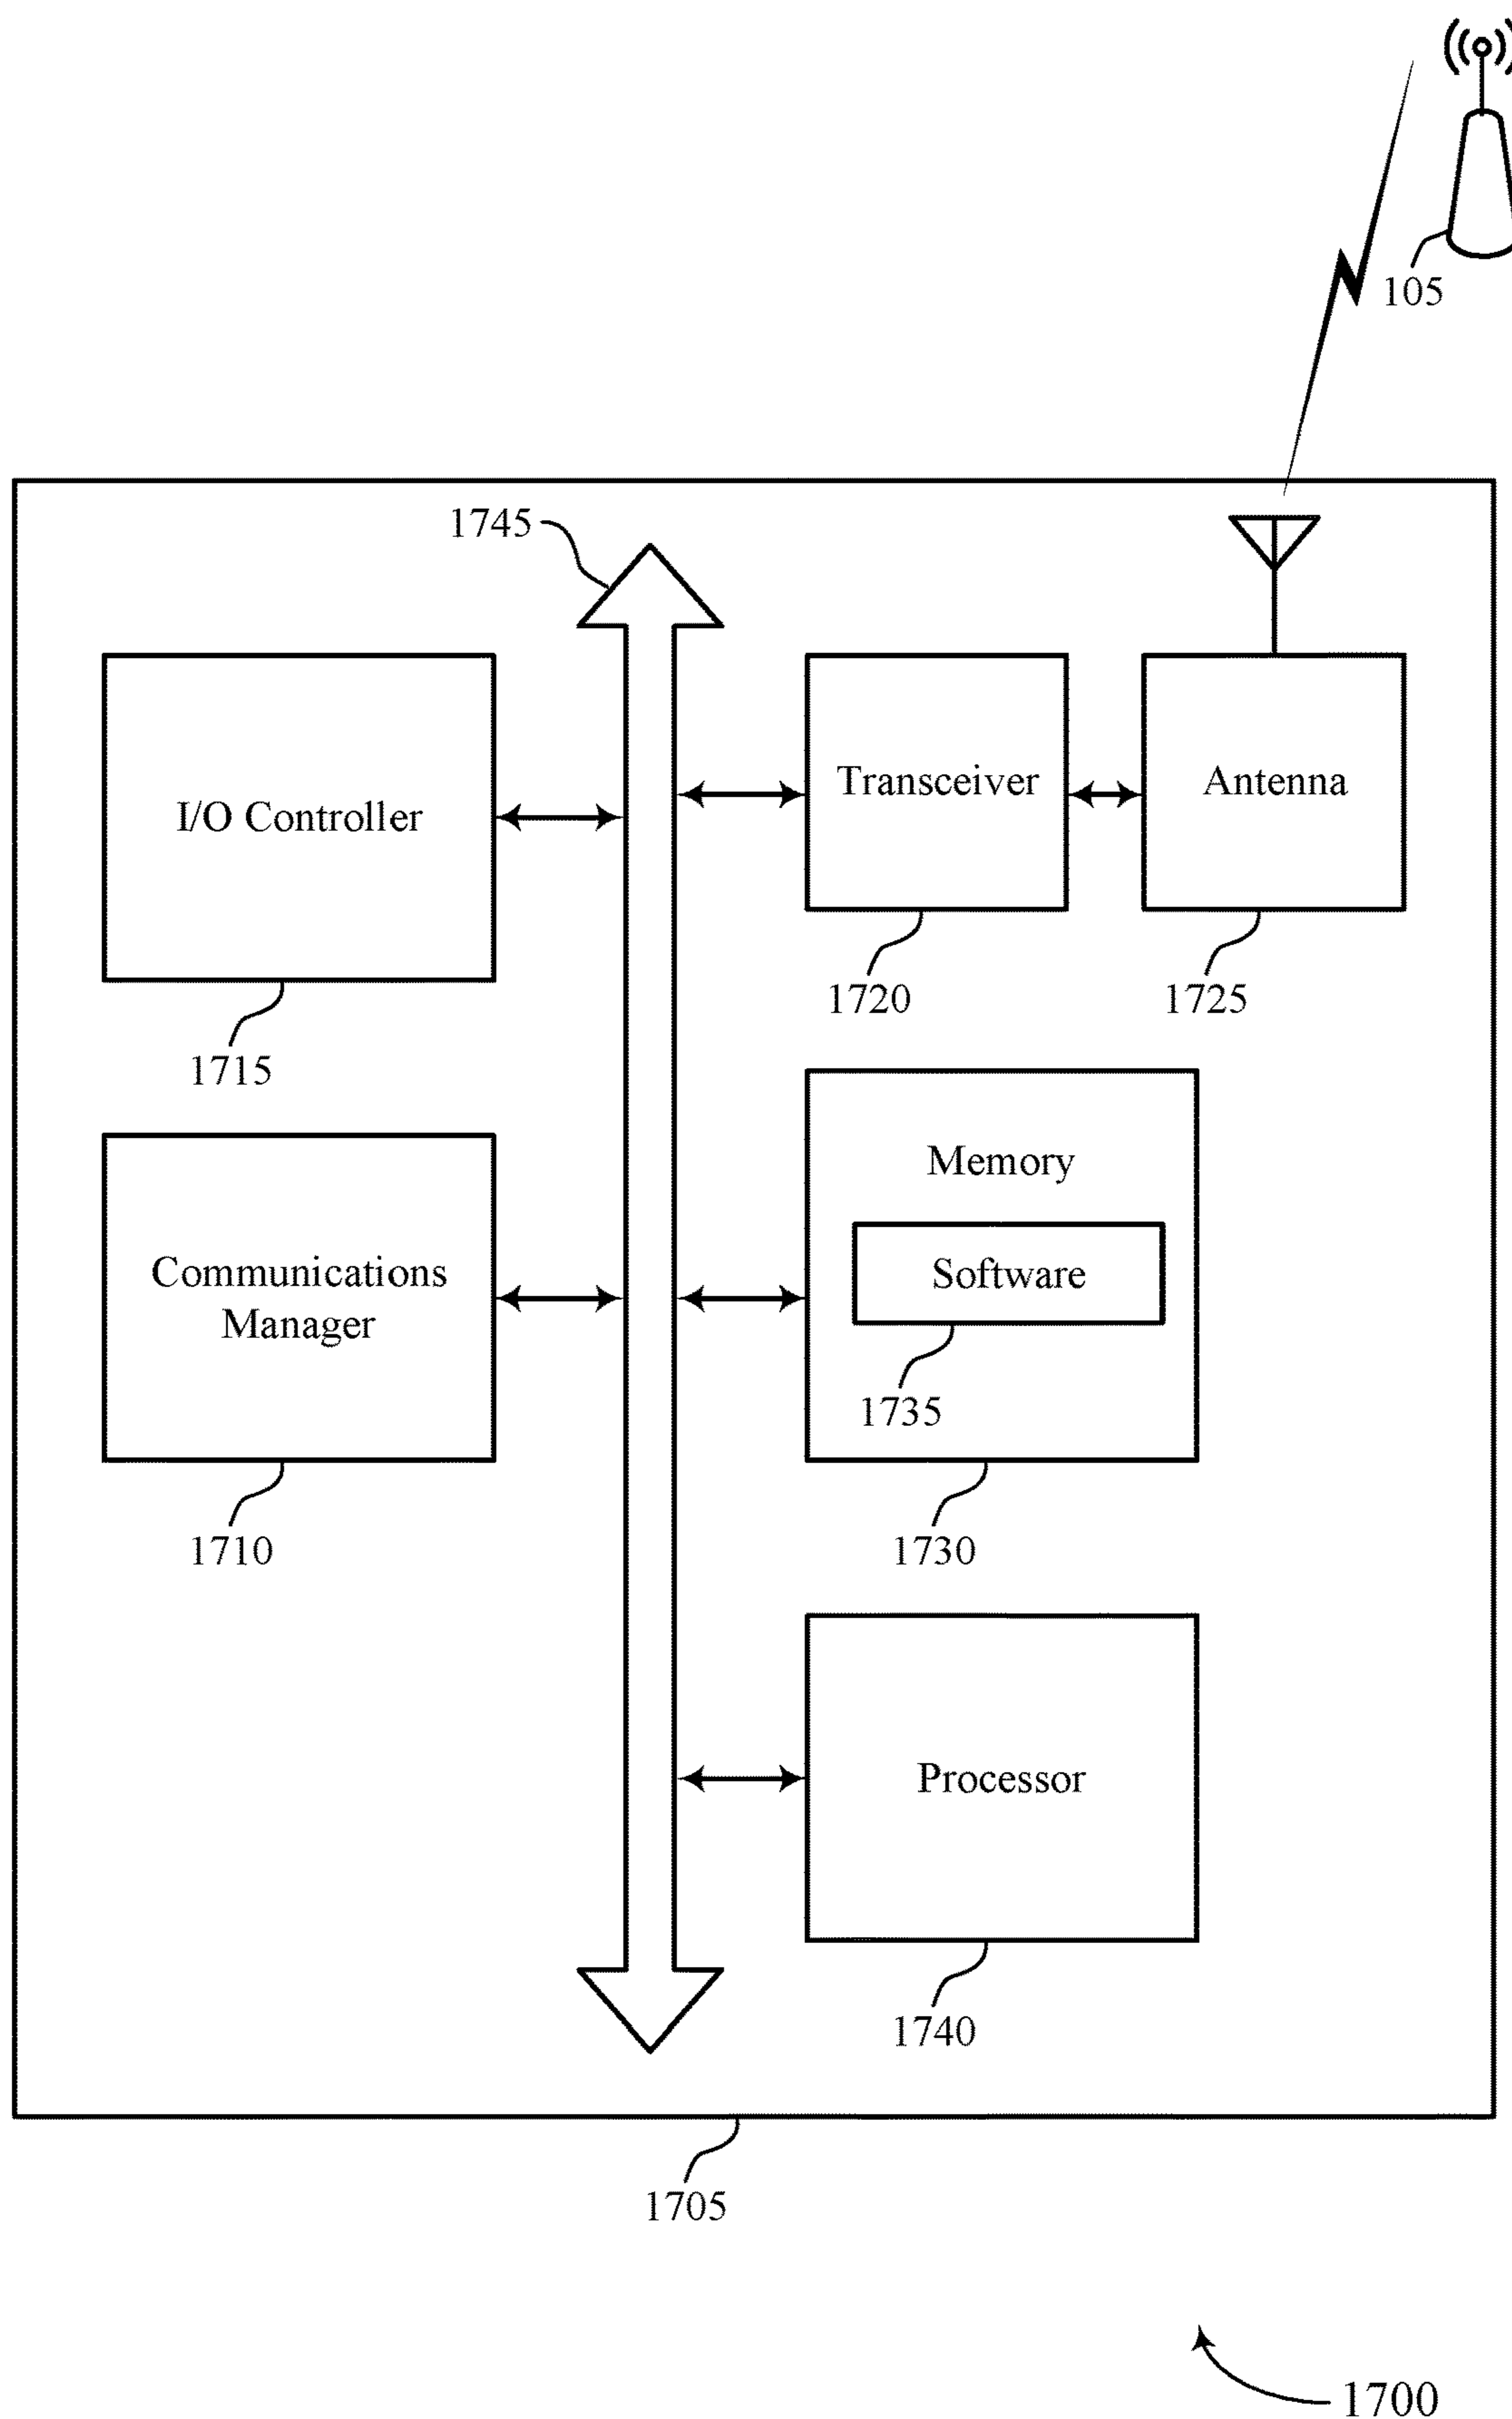 105
1745
I/O Controller
1715
Transceiver
1720
Antenna
1725
Communications
Manager
1710
Memory
Software
1735
1730
Processor
1740
1705
1700